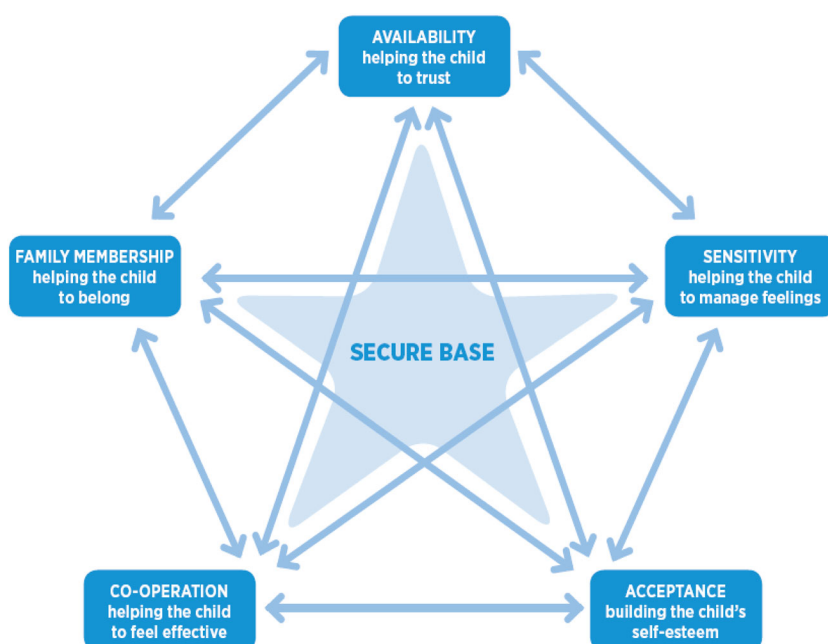 AVAILABILITY
helping the child
to trust
FAMILY MEMBERSHIP
helping the child
to belong
SENSITIVITY
helping the child
to manage feelings
SECURE BASE
CO-OPERATION
helping the child
to feel effective
ACCEPTANCE
building the child's
self-esteem